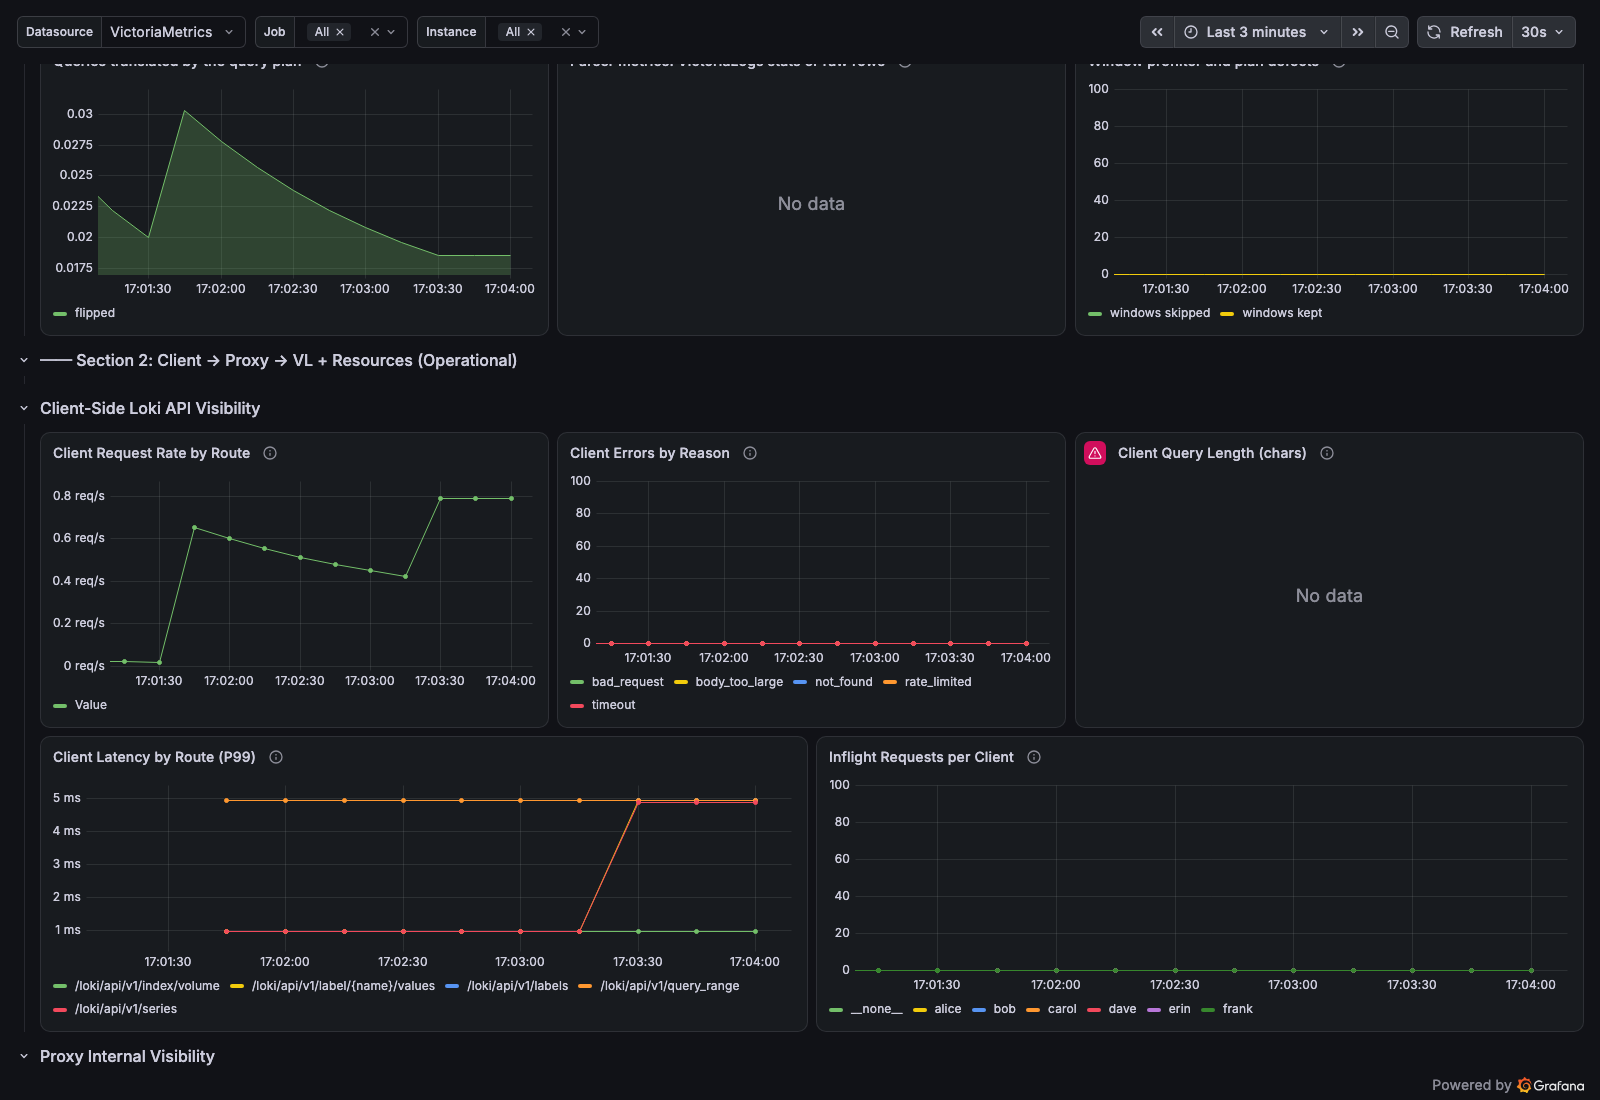 Datasource VictoriaMetrics Job All Instance All Last 3 minutes Refresh 30s
Queries translated by the query plan
0.03
0.0275
0.025
0.0225
0.02
0.0175
17:01:30 17:02:00 17:02:30 17:03:00 17:03:30 17:04:00
flipped
No data
100
80
60
40
20
0
17:01:30 17:02:00 17:02:30 17:03:00 17:03:30 17:04:00
windows skipped windows kept
Section 2: Client → Proxy → VL + Resources (Operational)
Client-Side Loki API Visibility
Client Request Rate by Route
0.8 req/s
0.6 req/s
0.4 req/s
0.2 req/s
0 req/s
17:01:30 17:02:00 17:02:30 17:03:00 17:03:30 17:04:00
Value
Client Errors by Reason
100
80
60
40
20
0
17:01:30 17:02:00 17:02:30 17:03:00 17:03:30 17:04:00
bad_request body_too_large not_found rate_limited
timeout
Client Query Length (chars)
No data
Client Latency by Route (P99)
5 ms
4 ms
3 ms
2 ms
1 ms
17:01:30 17:02:00 17:02:30 17:03:00 17:03:30 17:04:00
/loki/api/v1/index/volume /loki/api/v1/label/{name}/values /loki/api/v1/labels /loki/api/v1/query_range
/loki/api/v1/series
Inflight Requests per Client
100
80
60
40
20
0
17:01:30 17:02:00 17:02:30 17:03:00 17:03:30 17:04:00
__none__ alice bob carol dave erin frank
Proxy Internal Visibility
Powered by Grafana